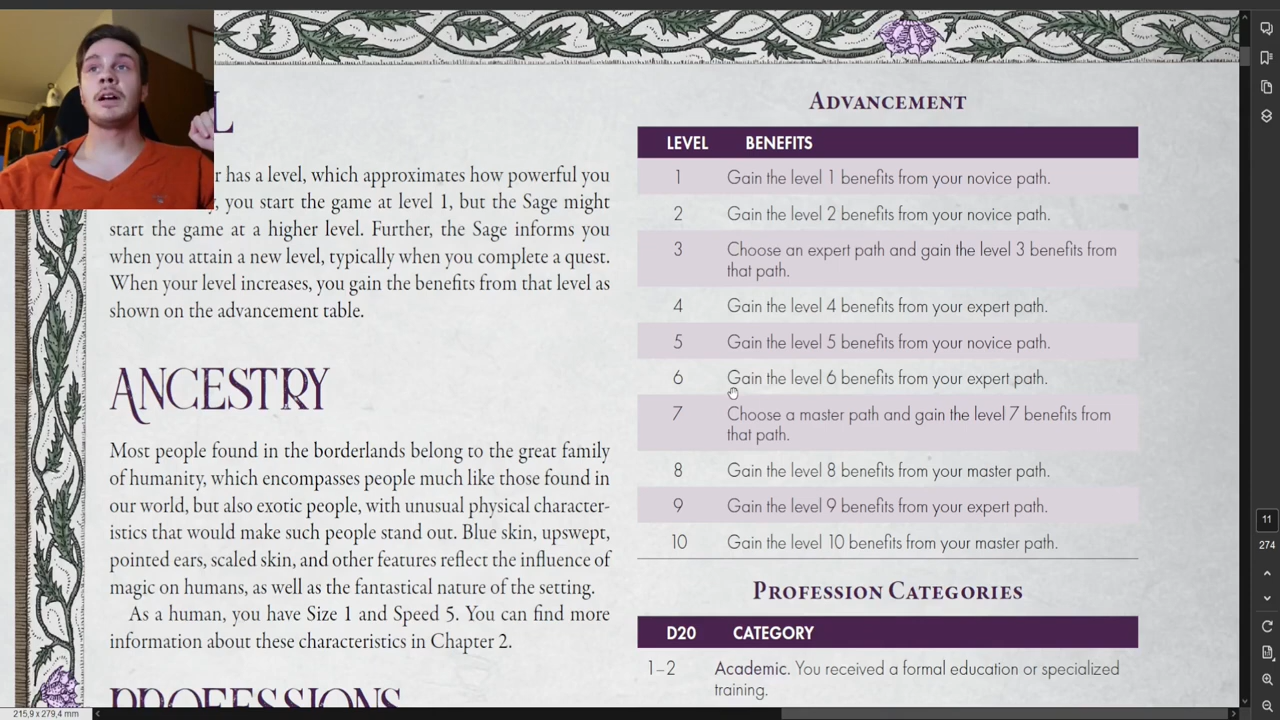 L
r has a level, which approximates how powerful you
, you start the game at level 1, but the Sage might
start the game at a higher level. Further, the Sage informs you
when you attain a new level, typically when you complete a quest.
When your level increases, you gain the benefits from that level as
shown on the advancement table.
ANCESTRY
Most people found in the borderlands belong to the great family
of humanity, which encompasses people much like those found in
our world, but also exotic people, with unusual physical character-
istics that would make such people stand out. Blue skin, upswept,
pointed ears, scaled skin, and other features reflect the influence of
magic on humans, as well as the fantastical nature of the setting.
As a human, you have Size 1 and Speed 5. You can find more
information about these characteristics in Chapter 2.
PROFESSIONS
ADVANCEMENT
LEVEL BENEFITS
1 Gain the level 1 benefits from your novice path.
2 Gain the level 2 benefits from your novice path.
3 Choose an expert path and gain the level 3 benefits from
that path.
4 Gain the level 4 benefits from your expert path.
5 Gain the level 5 benefits from your novice path.
6 Gain the level 6 benefits from your expert path.
7 Choose a master path and gain the level 7 benefits from
that path.
8 Gain the level 8 benefits from your master path.
9 Gain the level 9 benefits from your expert path.
10 Gain the level 10 benefits from your master path.
PROFESSION CATEGORIES
D20 CATEGORY
1–2 Academic. You received a formal education or specialized
training.
11
274
215,9 x 279,4 mm